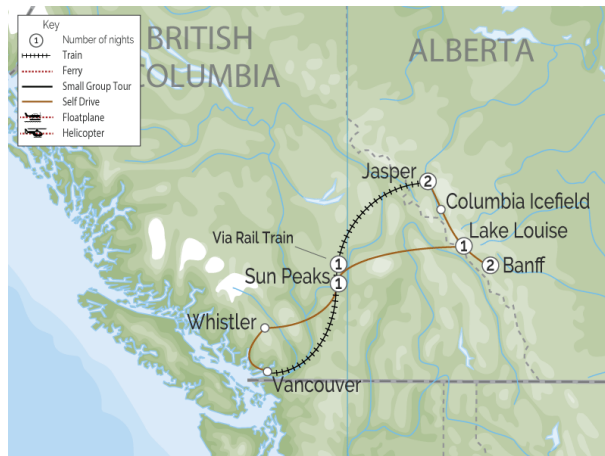 Key
1 Number of nights
Train
Ferry
Small Group Tour
Self Drive
Floatplane
Helicopter
BRITISH
COLUMBIA
ALBERTA
Jasper
2
Columbia Icefield
Lake Louise
1
Banff
2
Via Rail Train
1
Sun Peaks
1
Whistler
Vancouver